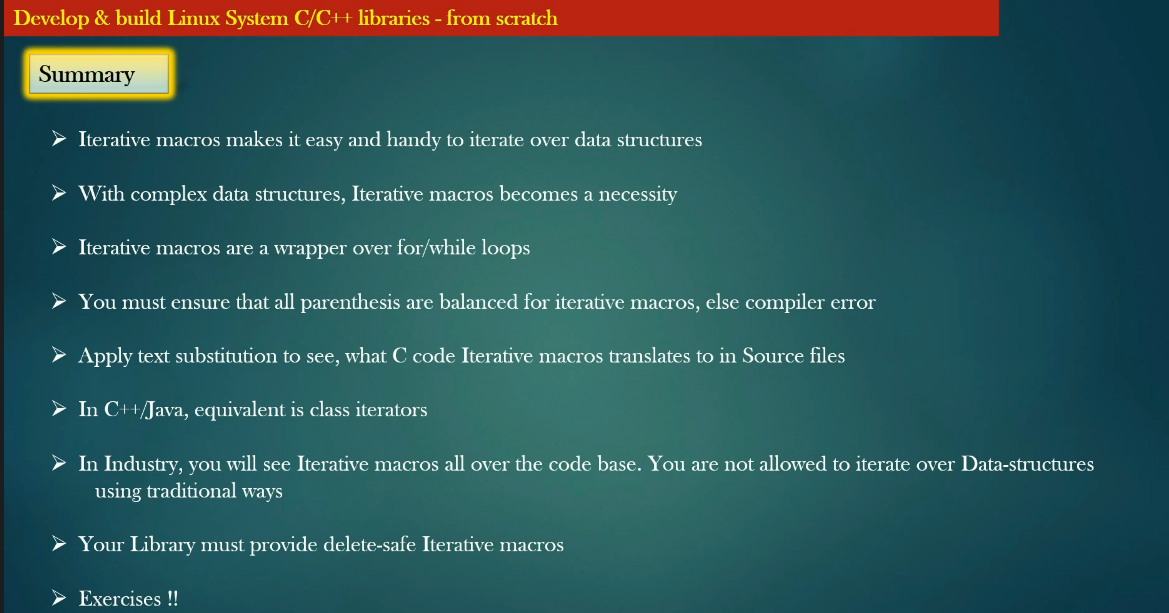 Develop & build Linux System C/C++ libraries - from scratch
Summary
➢ Iterative macros makes it easy and handy to iterate over data structures
➢ With complex data structures, Iterative macros becomes a necessity
➢ Iterative macros are a wrapper over for/while loops
➢ You must ensure that all parenthesis are balanced for iterative macros, else compiler error
➢ Apply text substitution to see, what C code Iterative macros translates to in Source files
➢ In C++/Java, equivalent is class iterators
➢ In Industry, you will see Iterative macros all over the code base. You are not allowed to iterate over Data-structures
using traditional ways
➢ Your Library must provide delete-safe Iterative macros
➢ Exercises !!